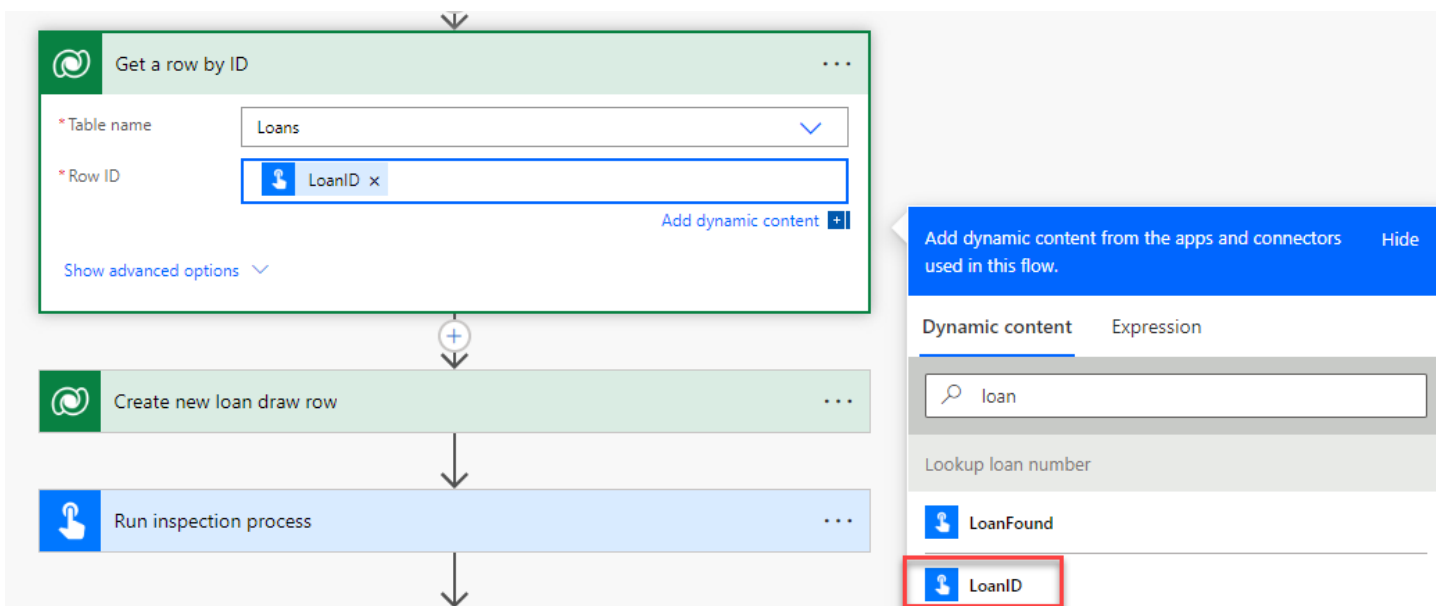 Get a row by ID
* Table name
Loans
* Row ID
LoanID ×
Add dynamic content
Show advanced options
Create new loan draw row
Run inspection process
Add dynamic content from the apps and connectors
used in this flow.
Hide
Dynamic content
Expression
loan
Lookup loan number
LoanFound
LoanID